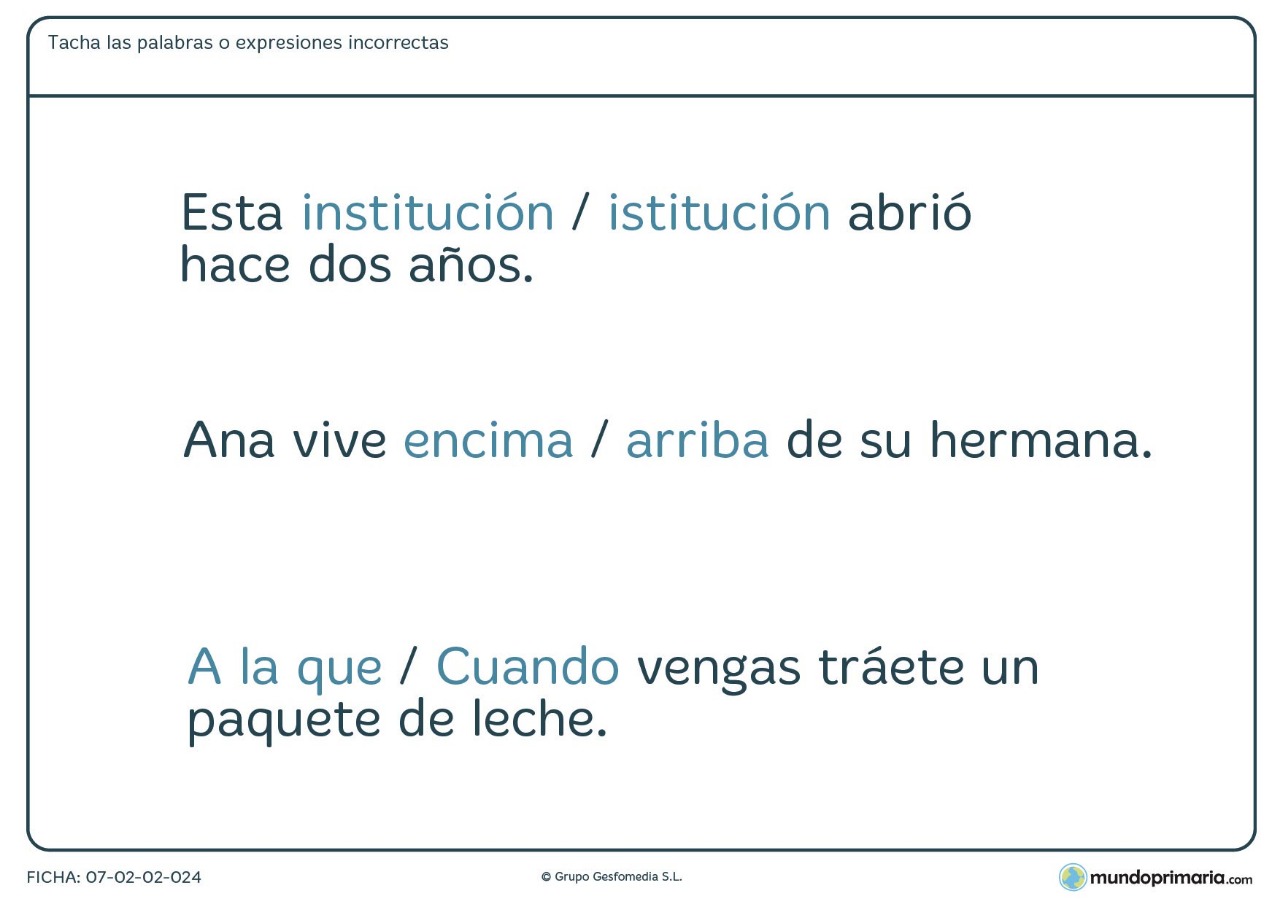 Tacha las palabras o expresiones incorrectas
Esta institución / istitución abrió
hace dos años.
Ana vive encima / arriba de su hermana.
A la que / Cuando vengas tráete un
paquete de leche.
FICHA: 07-02-02-024
© Grupo Gesfomedia S.L.
mundoprimaria.com